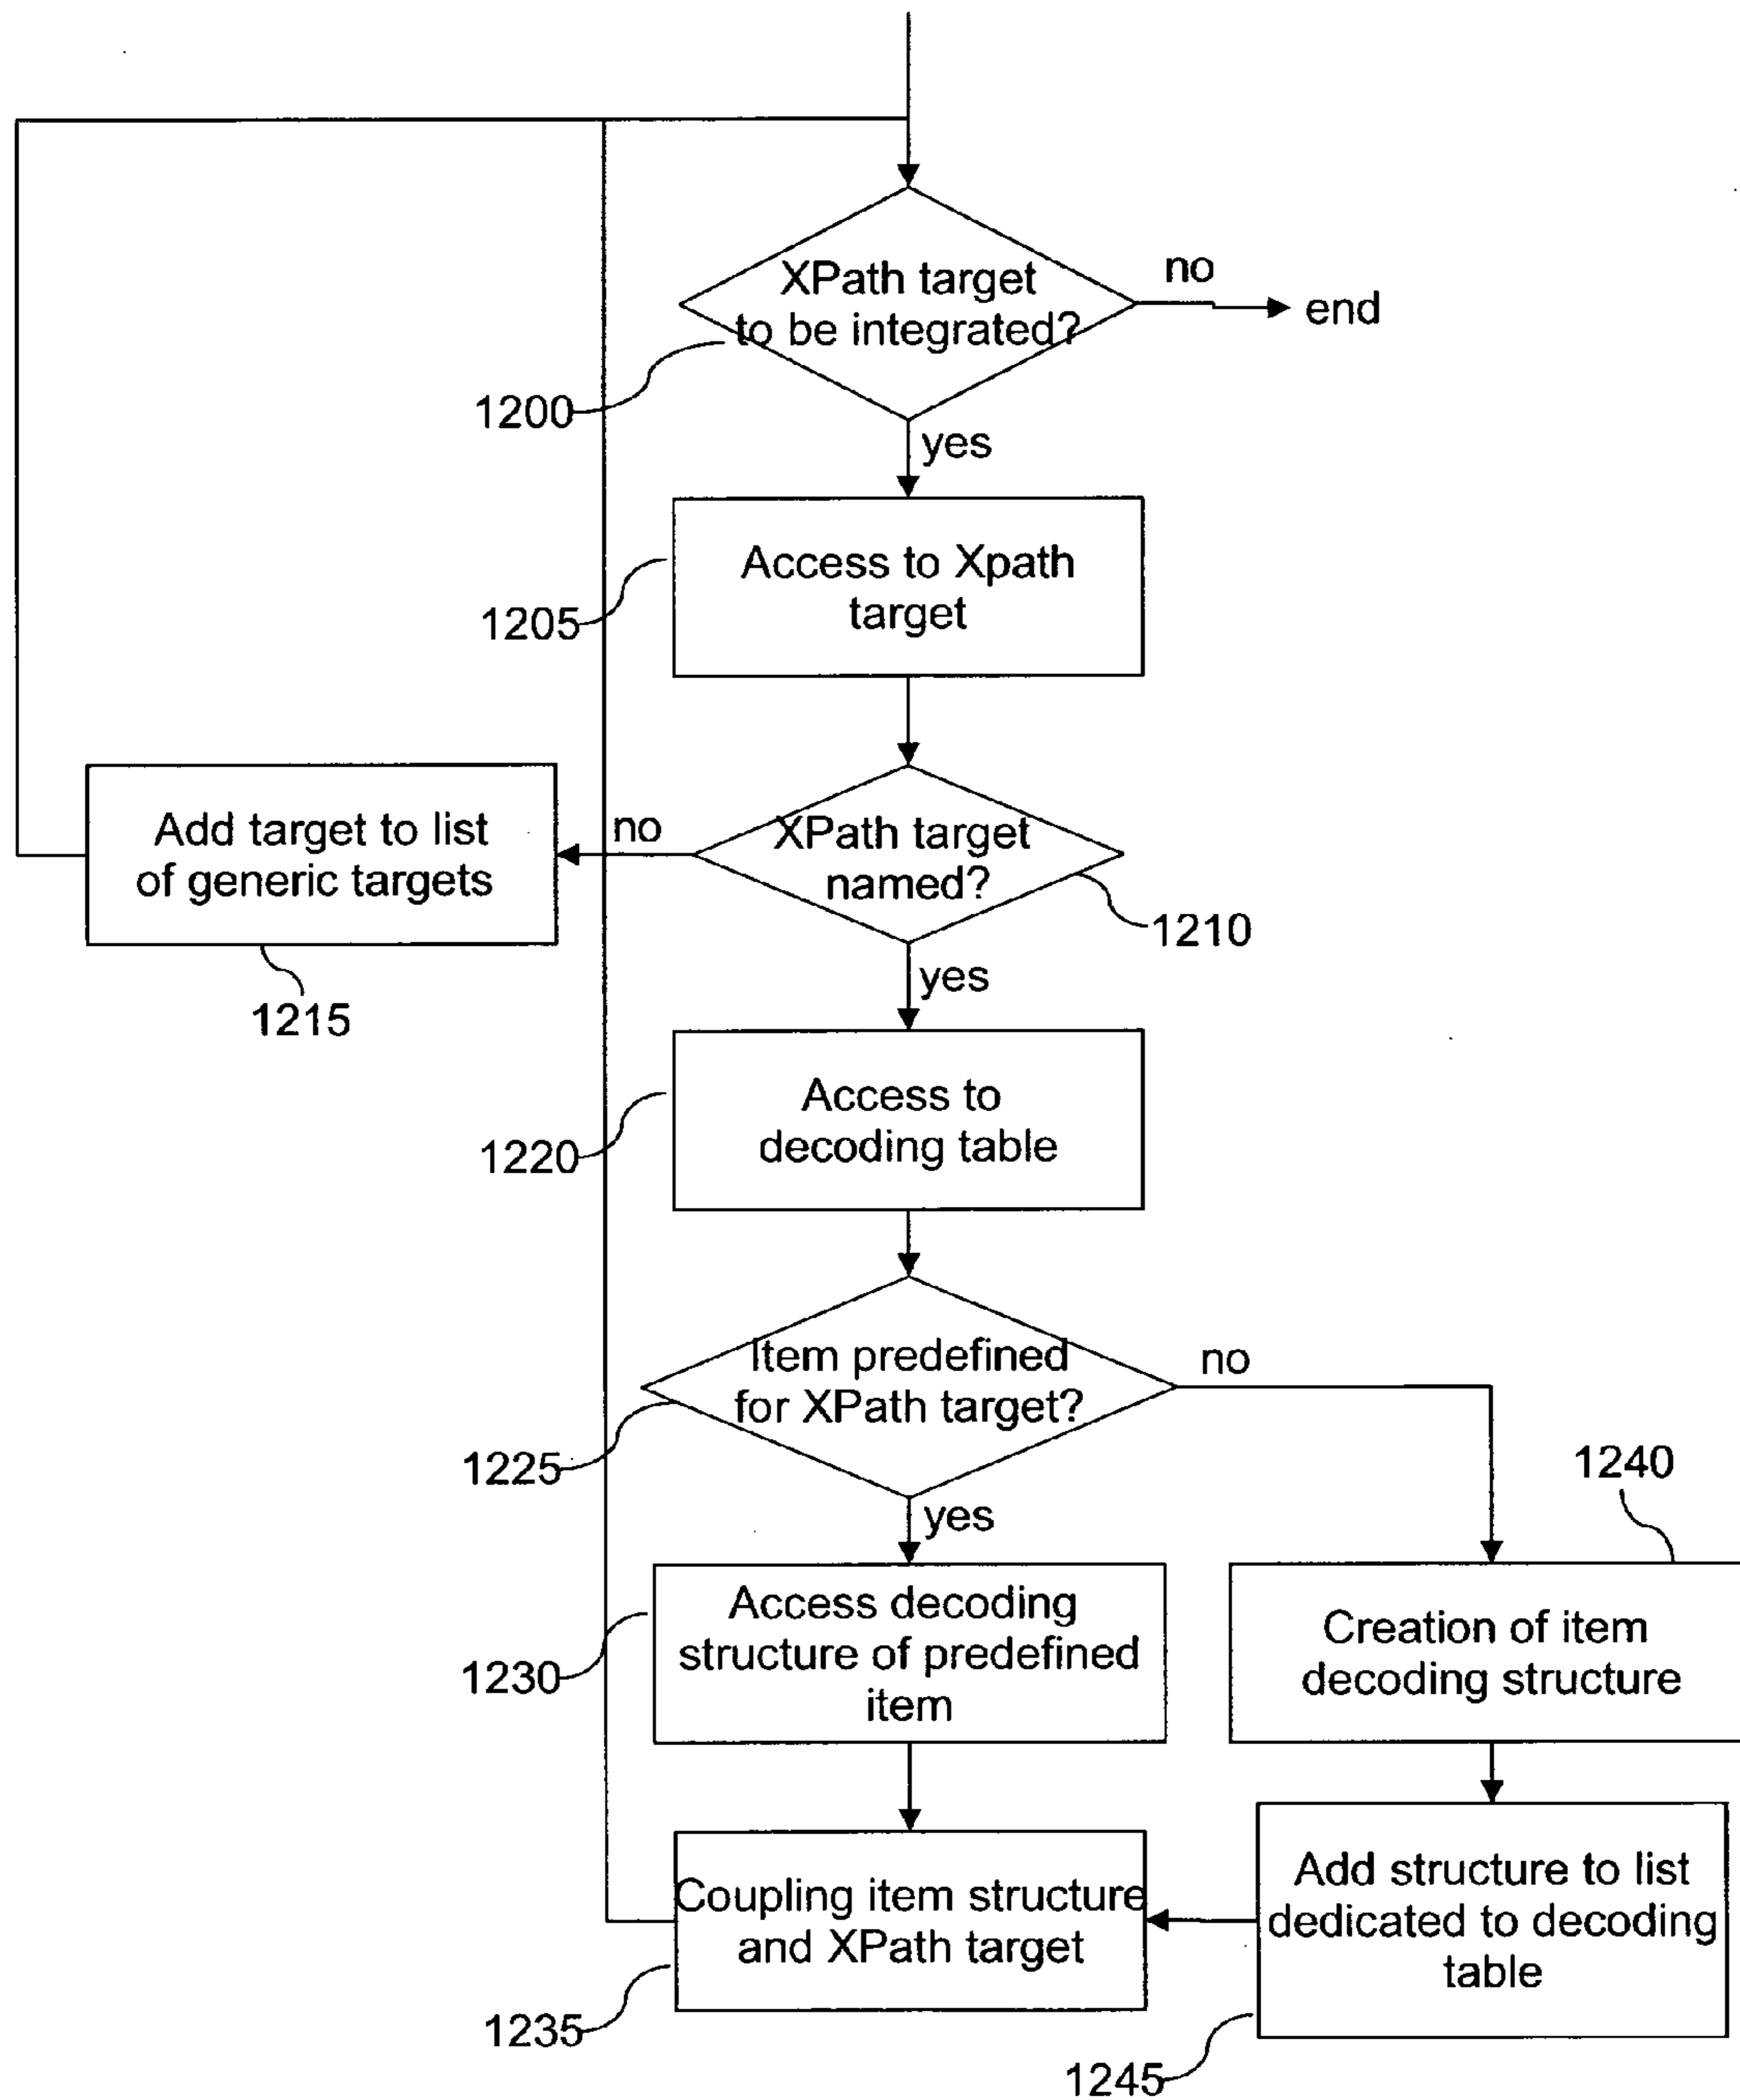 XPath target
to be integrated?
no
end
1200
yes
Access to Xpath
target
1205
Add target to list
of generic targets
no
XPath target
named?
1210
1215
yes
Access to
decoding table
1220
Item predefined
for XPath target?
no
1225
1240
yes
Access decoding
structure of predefined
item
1230
Creation of item
decoding structure
Coupling item structure
and XPath target
1235
Add structure to list
dedicated to decoding
table
1245